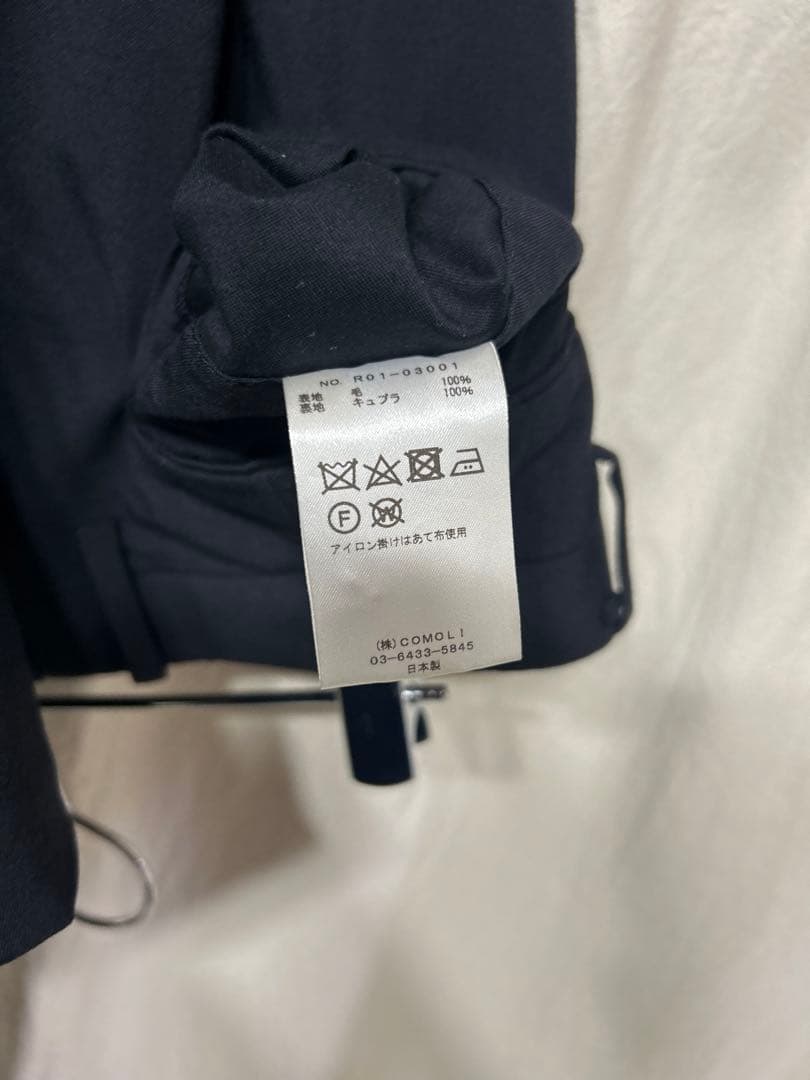 NO. R01-03001
表地 毛 100%
裏地 キュプラ 100%
F W
アイロン掛けはあて布使用
(株)COMOLI
03-6433-5845
日本製